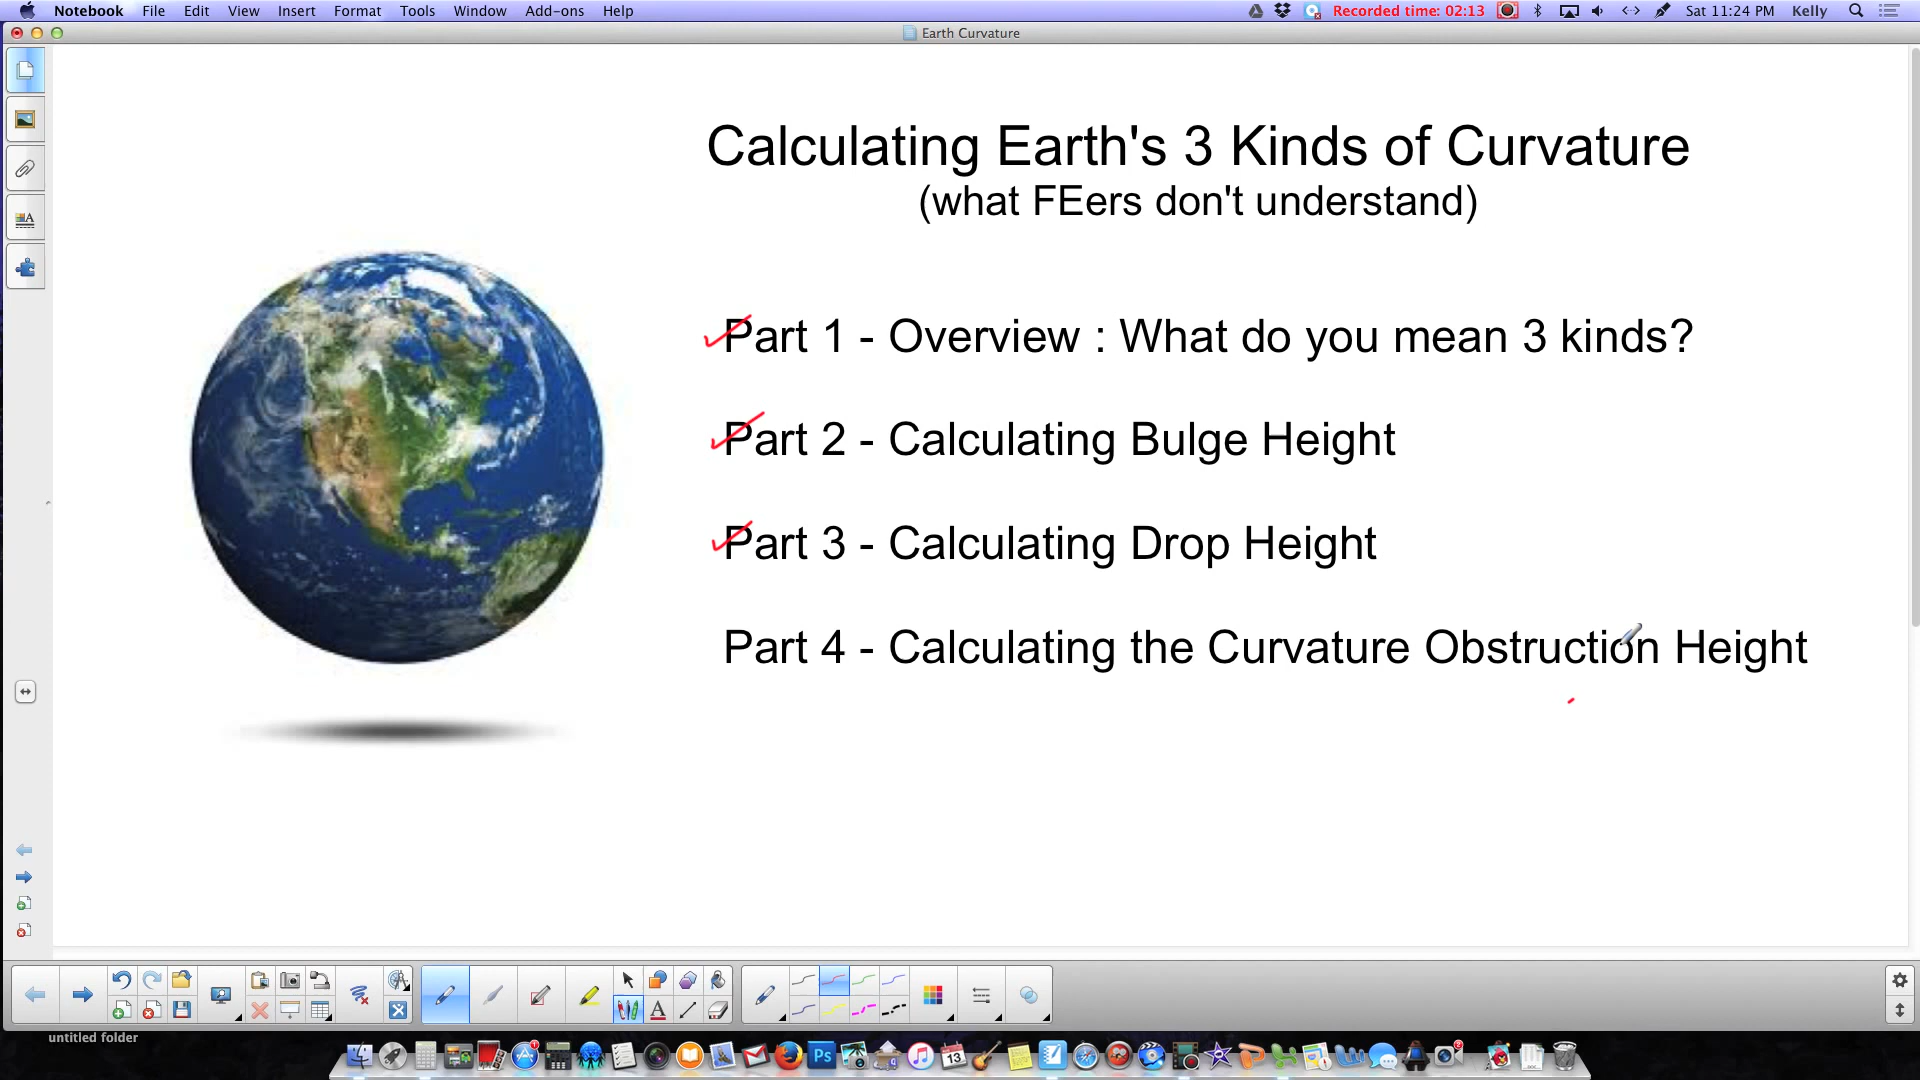 Notebook File Edit View Insert Format Tools Window Add-ons Help Recorded time: 02:13 Sat 11:24 PM Kelly
Earth Curvature
Calculating Earth's 3 Kinds of Curvature
(what FEers don't understand)
Part 1 - Overview : What do you mean 3 kinds?
Part 2 - Calculating Bulge Height
Part 3 - Calculating Drop Height
Part 4 - Calculating the Curvature Obstruction Height
untitled folder